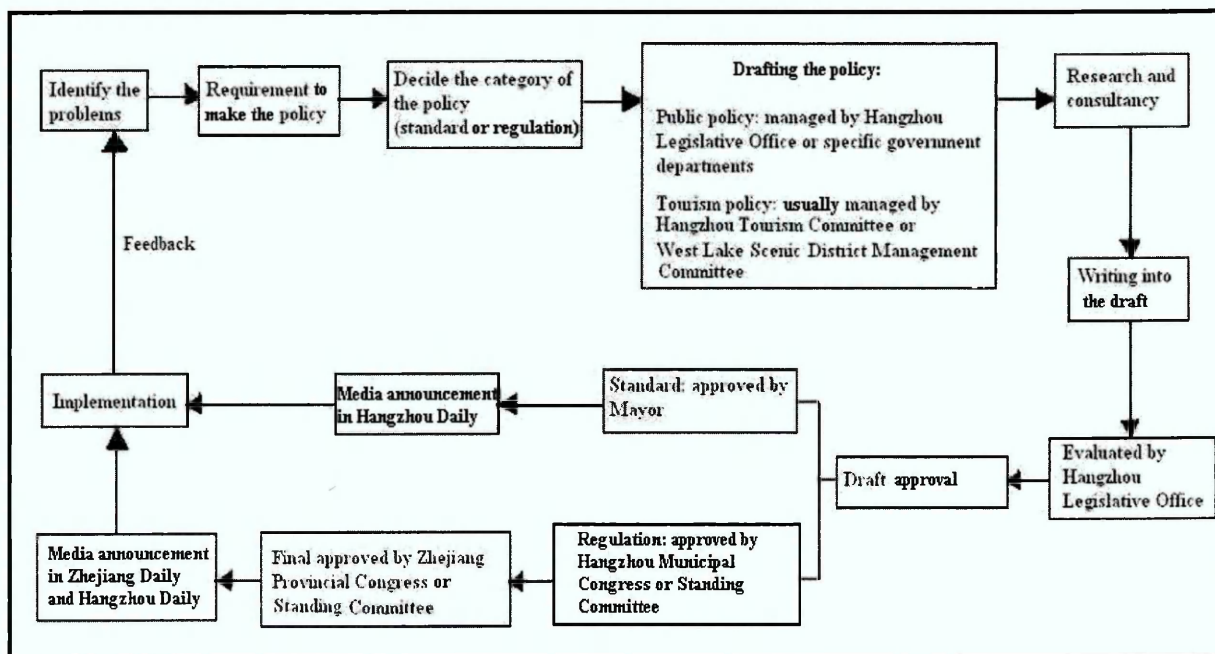 Identify the
problems
Requirement to
make the policy
Decide the category of
the policy
(standard or regulation)
Drafting the policy:
Public policy: managed by Hangzhou
Legislative Office or specific government
departments
Tourism policy: usually managed by
Hangzhou Tourism Committee or
West Lake Scenic District Management
Committee
Research and
consultancy
Writing into
the draft
Evaluated by
Hangzhou
Legislative Office
Draft approval
Standard: approved by
Mayor
Media announcement
in Hangzhou Daily
Regulation: approved by
Hangzhou Municipal
Congress or Standing
Committee
Final approved by Zhejiang
Provincial Congress or
Standing Committee
Media announcement
in Zhejiang Daily
and Hangzhou Daily
Implementation
Feedback